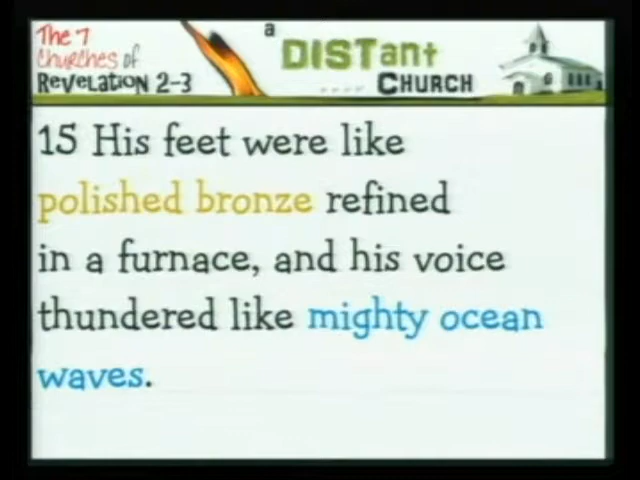 The 7
Churches of
Revelation 2-3
a
DISTant
.... CHURCH
15 His feet were like
polished bronze refined
in a furnace, and his voice
thundered like mighty ocean
waves.